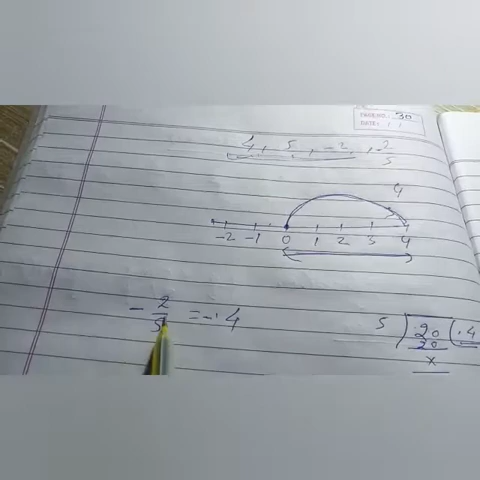 PAGE NO. 30
DATE: / /
4, 5, -2, -2
5
4
-2 -1 0 1 2 3 4
- 2/5 = -.4
5 ) 20 ( .4
20
x